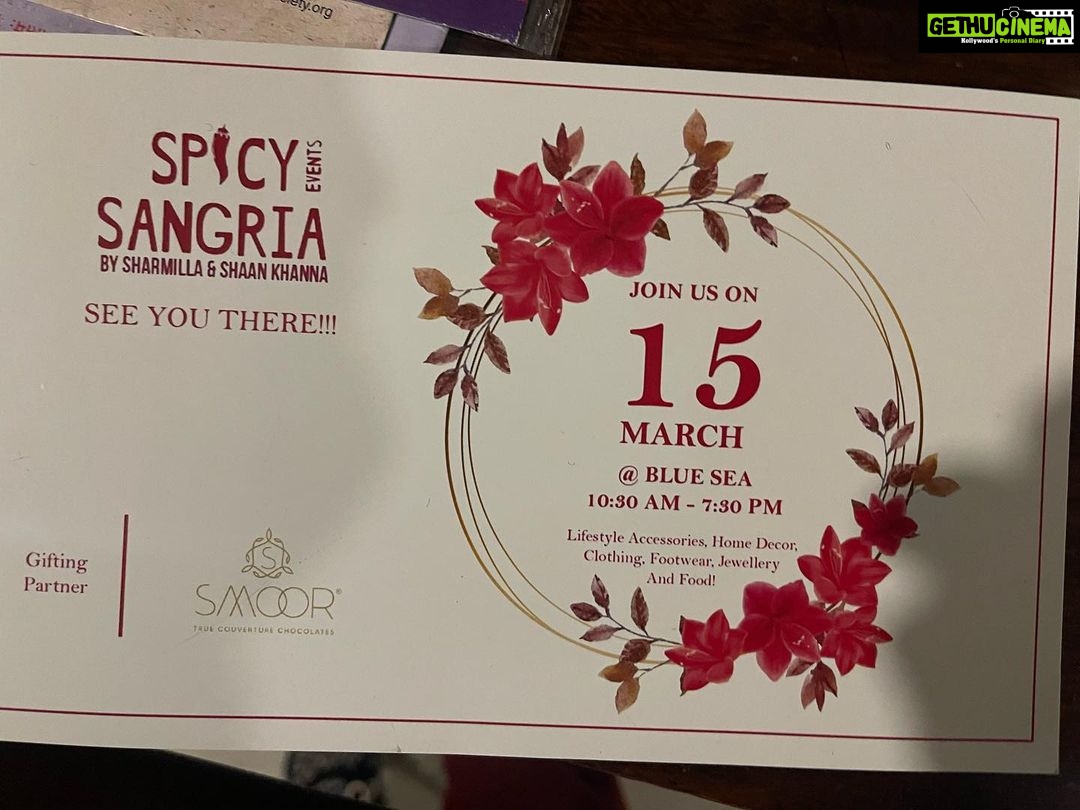 ciety.org
GETHUCINEMA
Kollywood's Personal Diary
SPICY
EVENTS
SANGRIA
BY SHARMILLA & SHAAN KHANNA
SEE YOU THERE!!!
Gifting
Partner
S
SMOOR®
TRUE COUVERTURE CHOCOLATES
JOIN US ON
15
MARCH
@ BLUE SEA
10:30 AM - 7:30 PM
Lifestyle Accessories, Home Decor,
Clothing, Footwear, Jewellery
And Food!